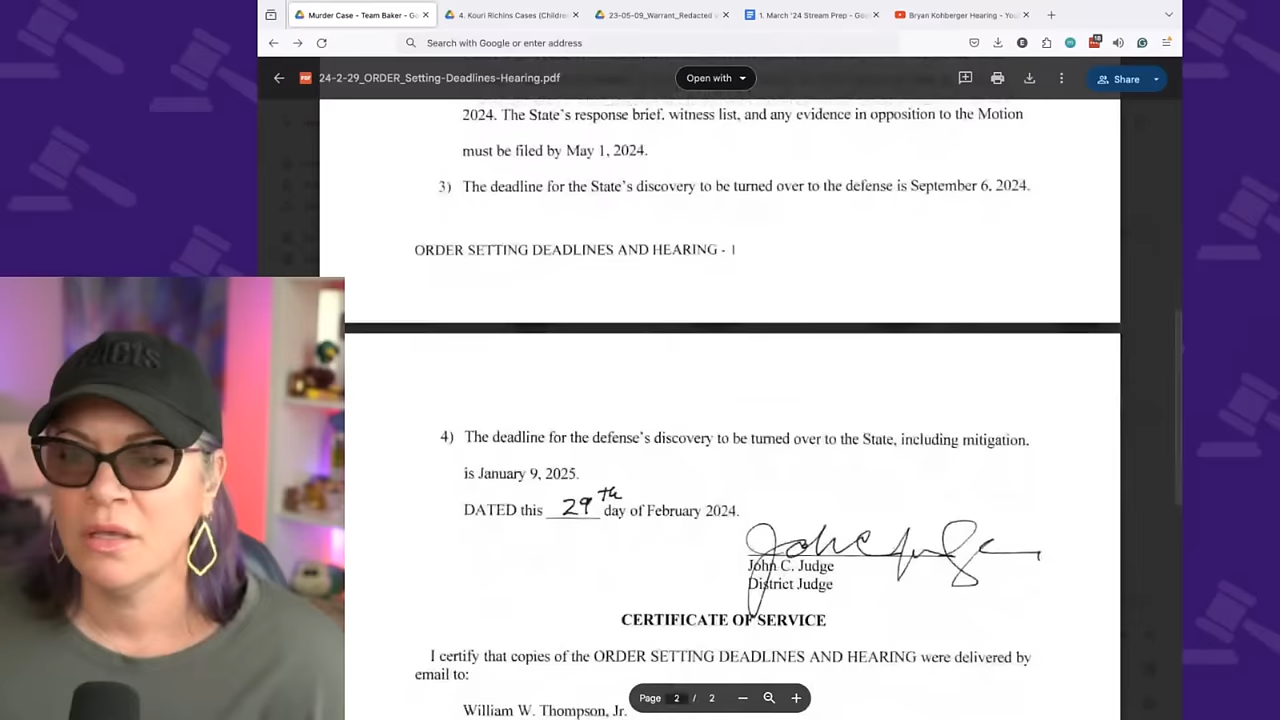 Murder Case - Team Baker - Go
4. Kouri Richins Cases (Children
23-05-09_Warrant_Redacted
1. March '24 Stream Prep - Goo
Bryan Kohberger Hearing - You
Search with Google or enter address
18
24-2-29_ORDER_Setting-Deadlines-Hearing.pdf
Open with
Share
2024. The State's response brief, witness list, and any evidence in opposition to the Motion
must be filed by May 1, 2024.
3) The deadline for the State's discovery to be turned over to the defense is September 6, 2024.
ORDER SETTING DEADLINES AND HEARING - 1
4) The deadline for the defense's discovery to be turned over to the State, including mitigation,
is January 9, 2025.
DATED this 29th day of February 2024.
John C. Judge
District Judge
CERTIFICATE OF SERVICE
I certify that copies of the ORDER SETTING DEADLINES AND HEARING were delivered by
email to:
William W. Thompson, Jr.
Page 2 / 2
FACTS